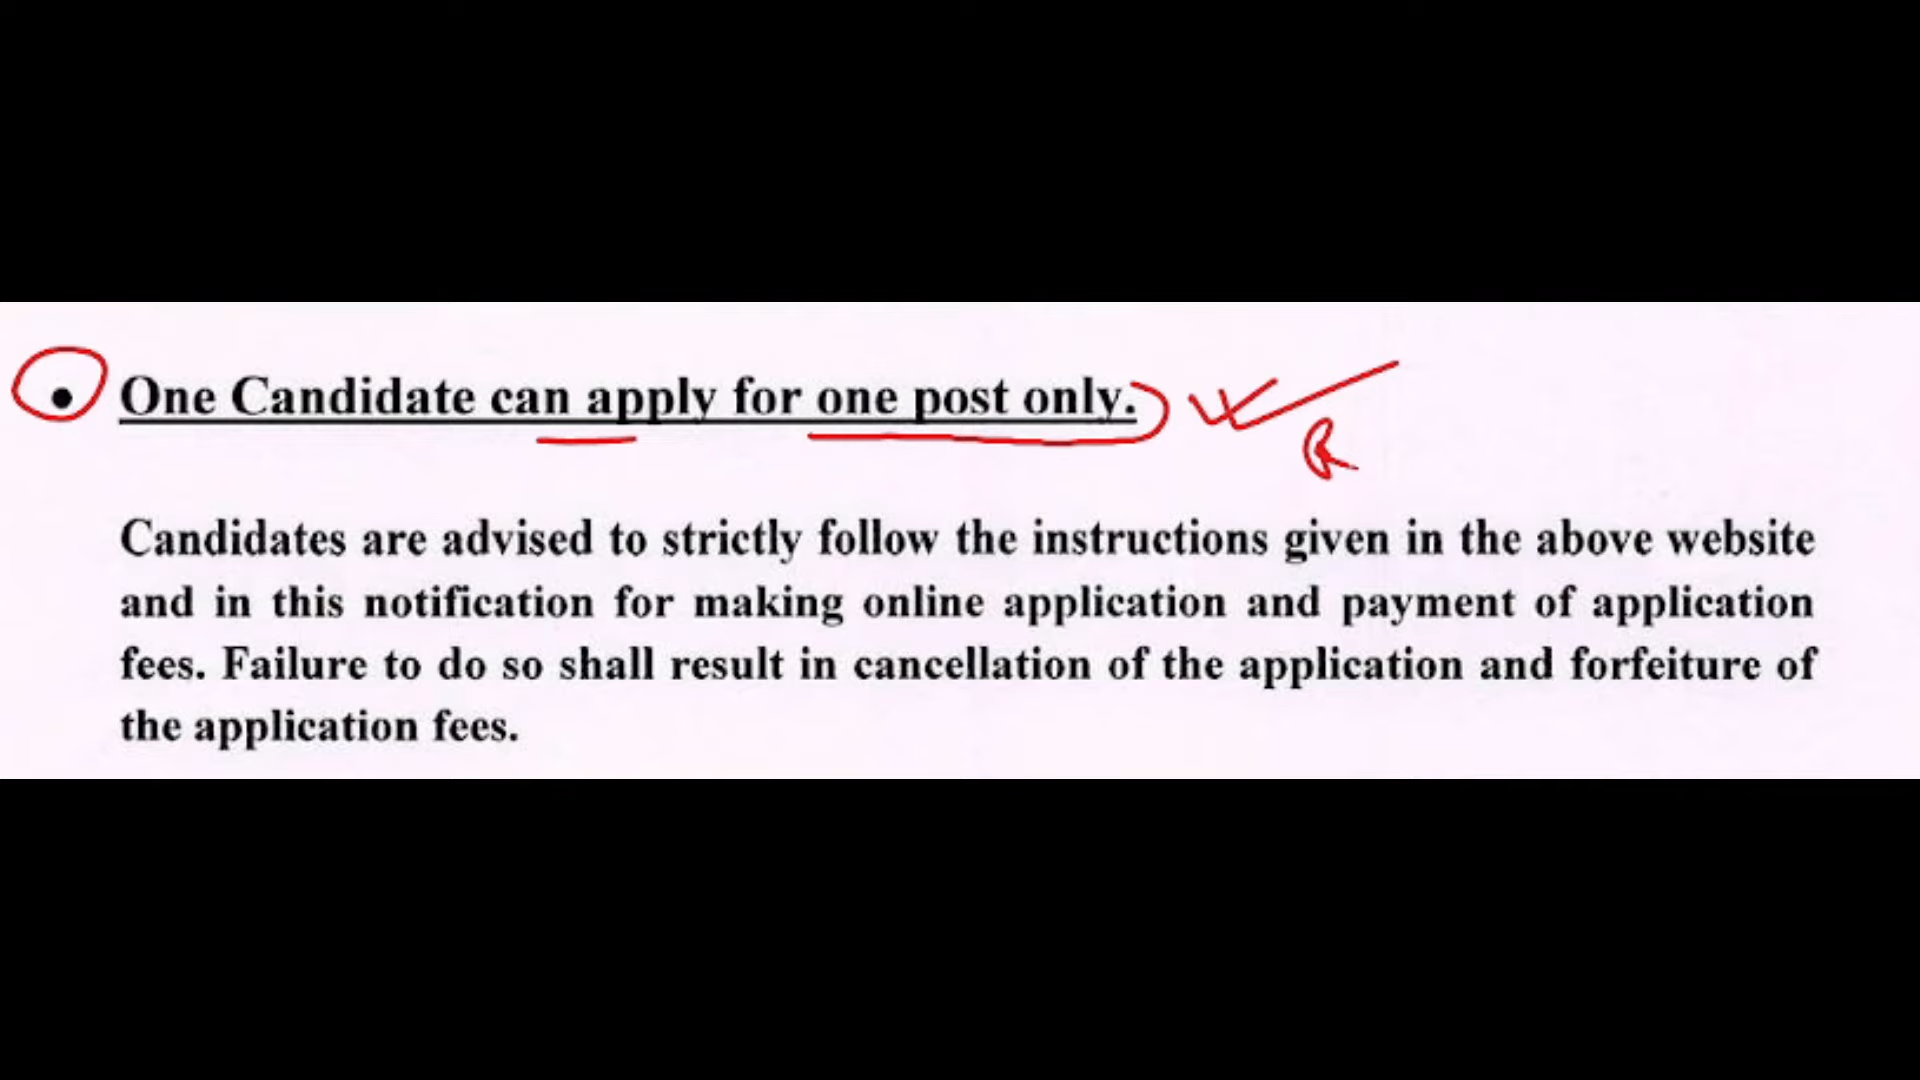 • One Candidate can apply for one post only.
Candidates are advised to strictly follow the instructions given in the above website
and in this notification for making online application and payment of application
fees. Failure to do so shall result in cancellation of the application and forfeiture of
the application fees.